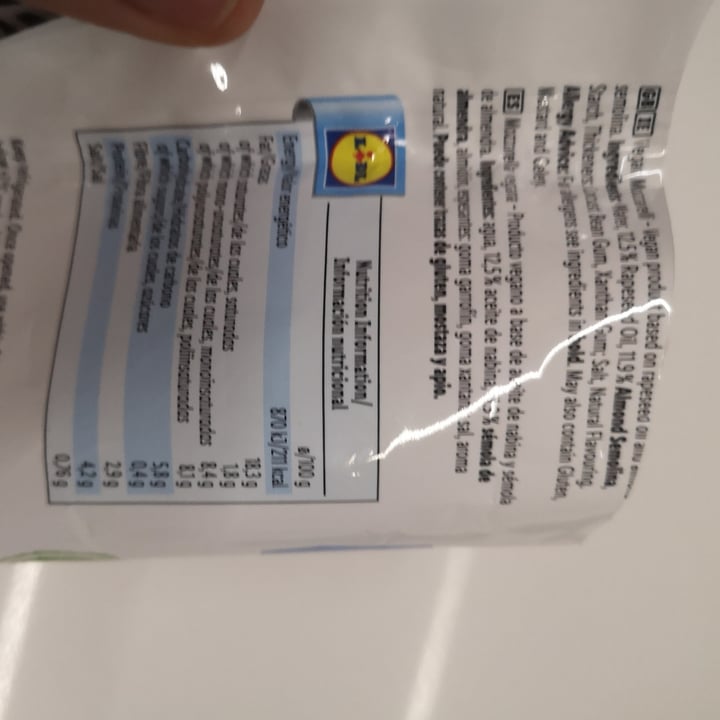 GB IE Vegan Mozzarell - Vegan product based on rapeseed oil and
semolina. Ingredients: Water, 12,5 % Rapeseed Oil, 11,9 % Almond Semolina,
Starch, Thickeners: Locust Bean Gum, Xanthan Gum; Salt, Natural Flavouring.
Allergy Advice: For allergens see ingredients in bold. May also contain Gluten,
Mustard and Celery.
ES - Producto vegano a base de aceite de nabina y sémola
de almendra. Ingredientes: agua, 12,5 % aceite de nabina, sémola de
almendra, almidón, espesantes: goma garrofín, goma xantana; sal, aroma
natural. Puede contener trazas de gluten, mostaza y apio.
LIDL
Nutrition Information/
Información nutricional
ø/100 g
Energy/Valor energético 870 kJ/211 kcal
Fat/Grasas 18,3 g
of which saturates/de las cuales, saturadas 1,8 g
of which mono-unsaturates/de las cuales, monoinsaturadas 8,4 g
of which polyunsaturates/de las cuales, poliinsaturadas 8,1 g
Carbohydrate/Hidratos de carbono 5,8 g
of which sugars/de los cuales, azúcares 0,4 g
Fibre/Fibra alimentaria 2,9 g
Protein/Proteínas 4,2 g
Salt/Sal 0,76 g
refrigerated. Once opened,